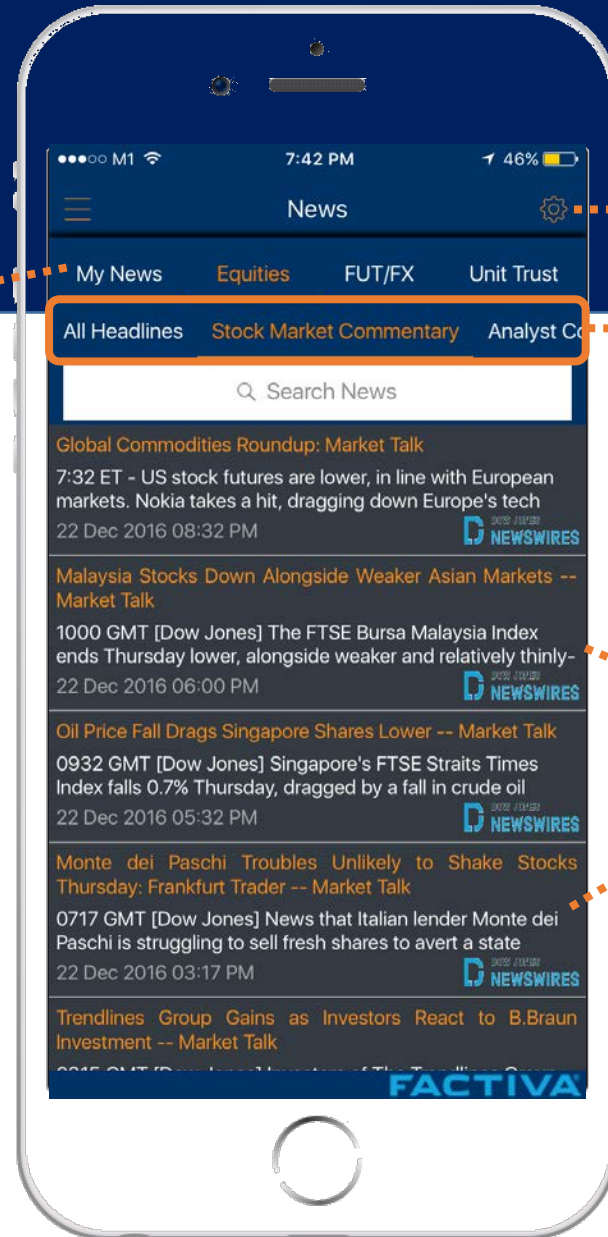 M1 7:42 PM 46%
News
My News Equities FUT/FX Unit Trust
All Headlines Stock Market Commentary Analyst Co
Search News
Global Commodities Roundup: Market Talk
7:32 ET - US stock futures are lower, in line with European
markets. Nokia takes a hit, dragging down Europe's tech
22 Dec 2016 08:32 PM
DOW JONES
NEWSWIRES
Malaysia Stocks Down Alongside Weaker Asian Markets --
Market Talk
1000 GMT [Dow Jones] The FTSE Bursa Malaysia Index
ends Thursday lower, alongside weaker and relatively thinly-
22 Dec 2016 06:00 PM
DOW JONES
NEWSWIRES
Oil Price Fall Drags Singapore Shares Lower -- Market Talk
0932 GMT [Dow Jones] Singapore's FTSE Straits Times
Index falls 0.7% Thursday, dragged by a fall in crude oil
22 Dec 2016 05:32 PM
DOW JONES
NEWSWIRES
Monte dei Paschi Troubles Unlikely to Shake Stocks
Thursday: Frankfurt Trader -- Market Talk
0717 GMT [Dow Jones] News that Italian lender Monte dei
Paschi is struggling to sell fresh shares to avert a state
22 Dec 2016 03:17 PM
DOW JONES
NEWSWIRES
Trendlines Group Gains as Investors React to B.Braun
Investment -- Market Talk
FACTIVA